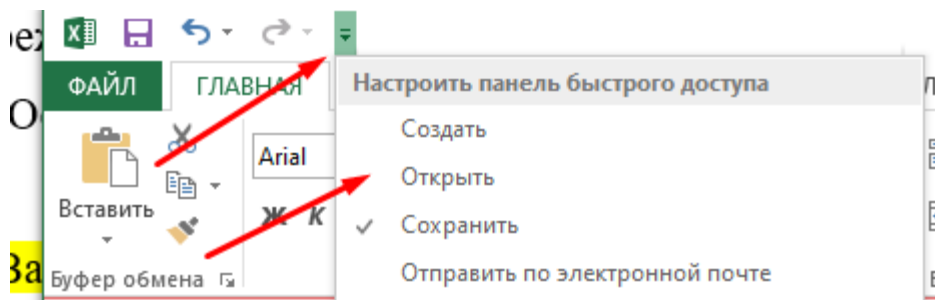 ФАЙЛ ГЛАВНАЯ
Настроить панель быстрого доступа
Создать
Открыть
Сохранить
Отправить по электронной почте
Arial
Вставить
Ж К
Буфер обмена